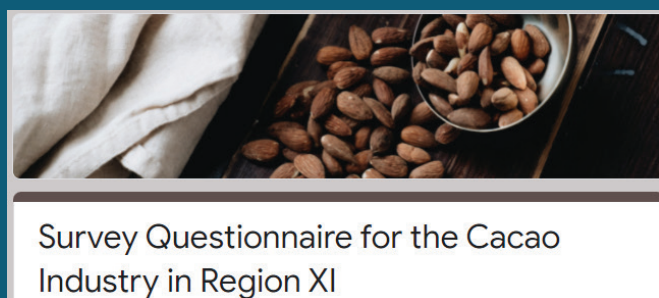 Survey Questionnaire for the Cacao
Industry in Region XI